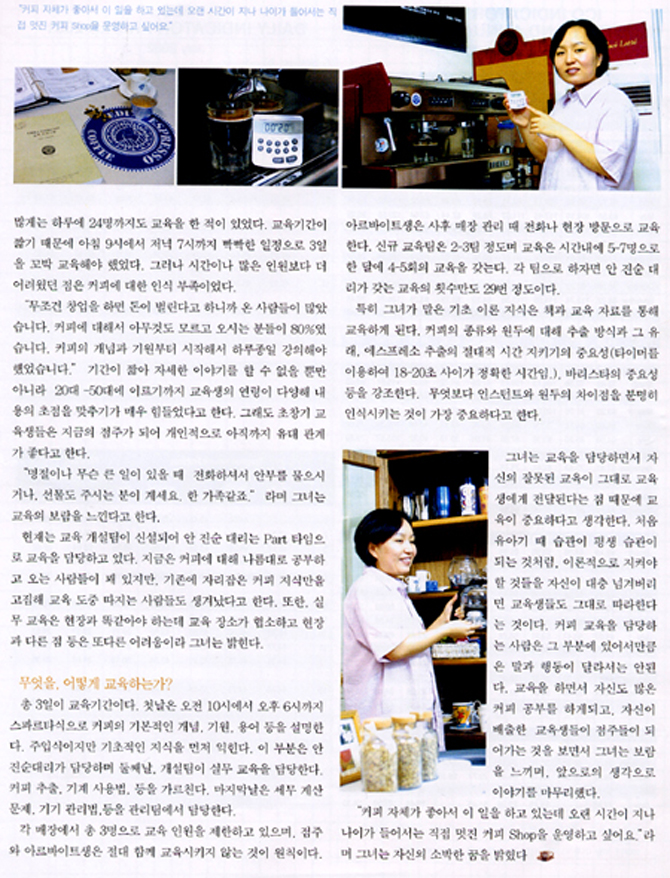 "커피 자체가 좋아서 이 일을 하고 있는데 오랜 시간이 지나 나이가 들어서는 직
접 멋진 커피 Shop을 운영하고 싶어요."
많게는 하루에 24명까지도 교육을 한 적이 있었다. 교육기간이
짧기 때문에 아침 9시에서 저녁 7시까지 빡빡한 일정으로 3일
을 꼬박 교육해야 했었다. 그러나 시간이나 많은 인원보다 더
어려웠던 점은 커피에 대한 인식 부족이었다.
"무조건 창업을 하면 돈이 벌린다고 하니까 온 사람들이 많았
습니다. 커피에 대해서 아무것도 모르고 오시는 분들이 80%였
습니다. 커피의 개념과 기원부터 시작해서 하루종일 강의해야
했었습니다." 기간이 짧아 자세한 이야기를 할 수 없을 뿐만
아니라 20대 -50대에 이르기까지 교육생의 연령이 다양해 내
용의 초점을 맞추기가 매우 힘들었다고 한다. 그래도 초창기 교
육생들은 지금의 점주가 되어 개인적으로 아직까지 유대 관계
가 좋다고 한다.
"명절이나 무슨 큰 일이 있을 때 전화하셔서 안부를 물으시
거나, 선물도 주시는 분이 계세요. 한 가족같죠." 라며 그녀는
교육의 보람을 느낀다고 한다.
현재는 교육 개설팀이 신설되어 안 진순 대리는 Part 타임으
로 교육을 담당하고 있다. 지금은 커피에 대해 나름대로 공부하
고 오는 사람들이 꽤 있지만, 기존에 자리잡은 커피 지식만을
고집해 교육 도중 따지는 사람들도 생겨났다고 한다. 또한, 실
무 교육은 현장과 똑같아야 하는데 교육 장소가 협소하고 현장
과 다른 점 등은 또다른 어려움이라 그녀는 밝힌다.
무엇을, 어떻게 교육하는가?
총 3일이 교육기간이다. 첫날은 오전 10시에서 오후 6시까지
스파르타식으로 커피의 기본적인 개념, 기원, 용어 등을 설명한
다. 주입식이지만 기초적인 지식을 먼저 익힌다. 이 부분은 안
진순대리가 담당하며 둘째날, 개설팀이 실무 교육을 담당한다.
커피 추출, 기계 사용법, 등을 가르친다. 마지막날은 세무 계산
문제, 기기 관리법,등을 관리팀에서 담당한다.
각 매장에서 총 3명으로 교육 인원을 제한하고 있으며, 점주
와 아르바이트생은 절대 함께 교육시키지 않는 것이 원칙이다.
아르바이트생은 사후 매장 관리 때 전화나 현장 방문으로 교육
한다. 신규 교육팀은 2-3팀 정도며 교육은 시간내에 5-7명으로
한 달에 4-5회의 교육을 갖는다. 각 팀으로 하자면 안 진순 대
리가 갖는 교육의 횟수만도 29번 정도이다.
특히 그녀가 맡은 기초 이론 지식은 책과 교육 자료를 통해
교육하게 된다. 커피의 종류와 원두에 대해 추출 방식과 그 유
래, 에스프레소 추출의 절대적 시간 지키기의 중요성(타이머를
이용하여 18-20초 사이가 정확한 시간임.), 바리스타의 중요성
등을 강조한다. 무엇보다 인스턴트와 원두의 차이점을 분명히
인식시키는 것이 가장 중요하다고 한다.
그녀는 교육을 담당하면서 자
신의 잘못된 교육이 그대로 교육
생에게 전달된다는 점 때문에 교
육이 중요하다고 생각한다. 처음
유아기 때 습관이 평생 습관이
되는 것처럼, 이론적으로 지켜야
할 것들을 자신이 대충 넘겨버리
면 교육생들도 그대로 따라한다
는 것이다. 커피 교육을 담당하
는 사람은 그 부분에 있어서만큼
은 말과 행동이 달라서는 안된
다. 교육을 하면서 자신도 많은
커피 공부를 하게되고, 자신이
배출한 교육생들이 점주들이 되
어가는 것을 보면서 그녀는 보람
을 느끼며, 앞으로의 생각으로
이야기를 마무리했다.
"커피 자체가 좋아서 이 일을 하고 있는데 오랜 시간이 지나
나이가 들어서는 직접 멋진 커피 Shop을 운영하고 싶어요."라
며 그녀는 자신의 소박한 꿈을 밝혔다
ESPRESSO
COFFEE